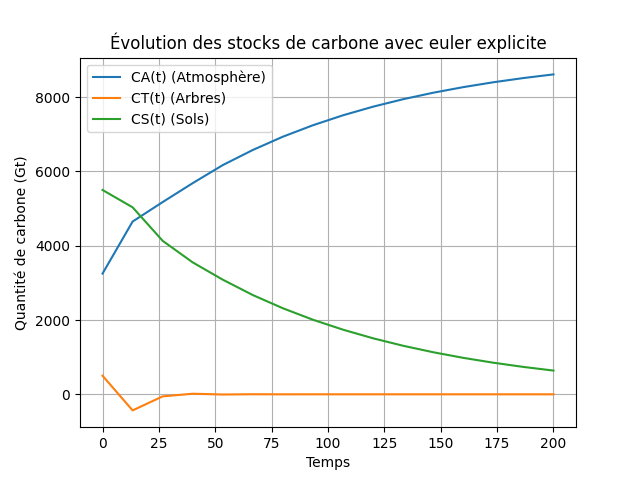 Évolution des stocks de carbone avec euler explicite
CA(t) (Atmosphère)
CT(t) (Arbres)
CS(t) (Sols)
Quantité de carbone (Gt)
8000
6000
4000
2000
0
0 25 50 75 100 125 150 175 200
Temps